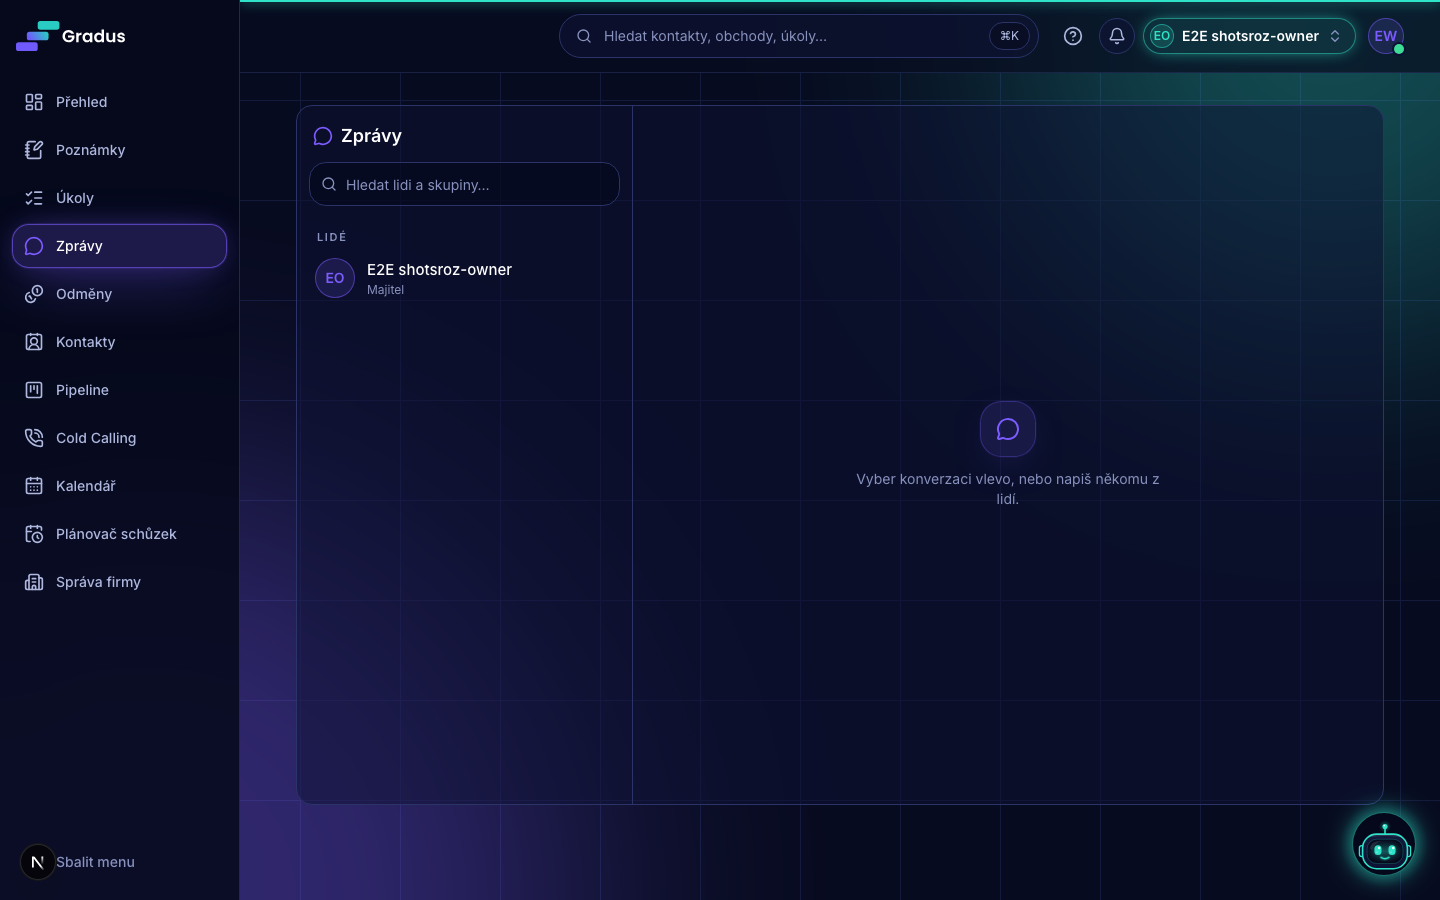 Gradus
Hledat kontakty, obchody, úkoly...
⌘K
EO
E2E shotsroz-owner
EW
Přehled
Poznámky
Úkoly
Zprávy
Odměny
Kontakty
Pipeline
Cold Calling
Kalendář
Plánovač schůzek
Správa firmy
N
Sbalit menu
Zprávy
Hledat lidi a skupiny...
LIDÉ
EO
E2E shotsroz-owner
Majitel
Vyber konverzaci vlevo, nebo napiš někomu z
lidí.